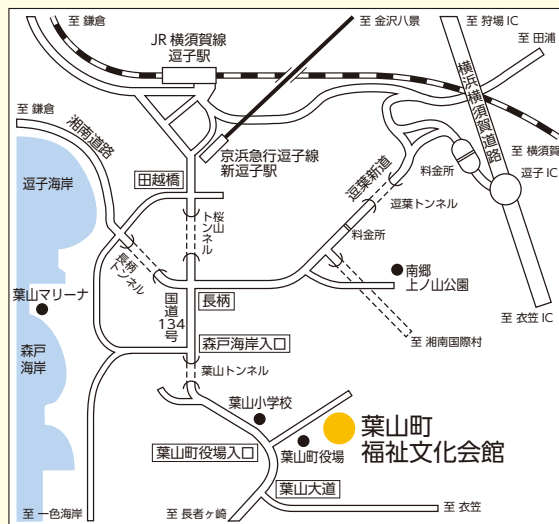 至 鎌倉
至 金沢八景
至 狩場 IC
至 田浦
JR 横須賀線
逗子駅
横浜横須賀道路
至 鎌倉
湘南道路
京浜急行逗子線
新逗子駅
至 横須賀
逗子 IC
料金所
逗葉新道
田越橋
逗子海岸
桜山
トンネル
逗葉トンネル
料金所
長柄
トンネル
南郷
上ノ山公園
葉山マリーナ
国道
134
号
長柄
至 衣笠 IC
森戸
海岸
森戸海岸入口
至 湘南国際村
葉山トンネル
葉山小学校
葉山町
福祉文化会館
葉山町役場入口
葉山町役場
葉山大道
至 一色海岸
至 長者ヶ崎
至 衣笠